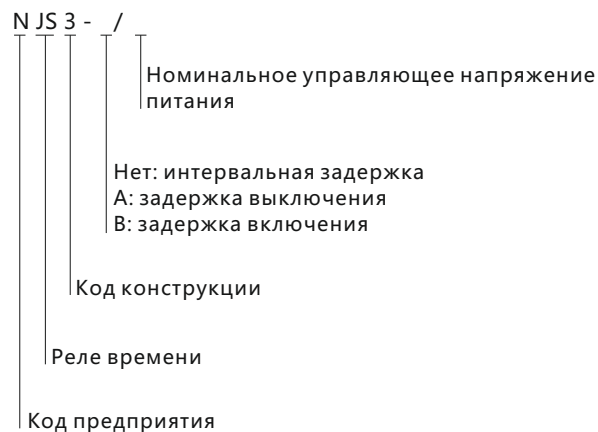 N JS 3 - _ / _
Номинальное управляющее напряжение
питания
Нет: интервальная задержка
A: задержка выключения
B: задержка включения
Код конструкции
Реле времени
Код предприятия